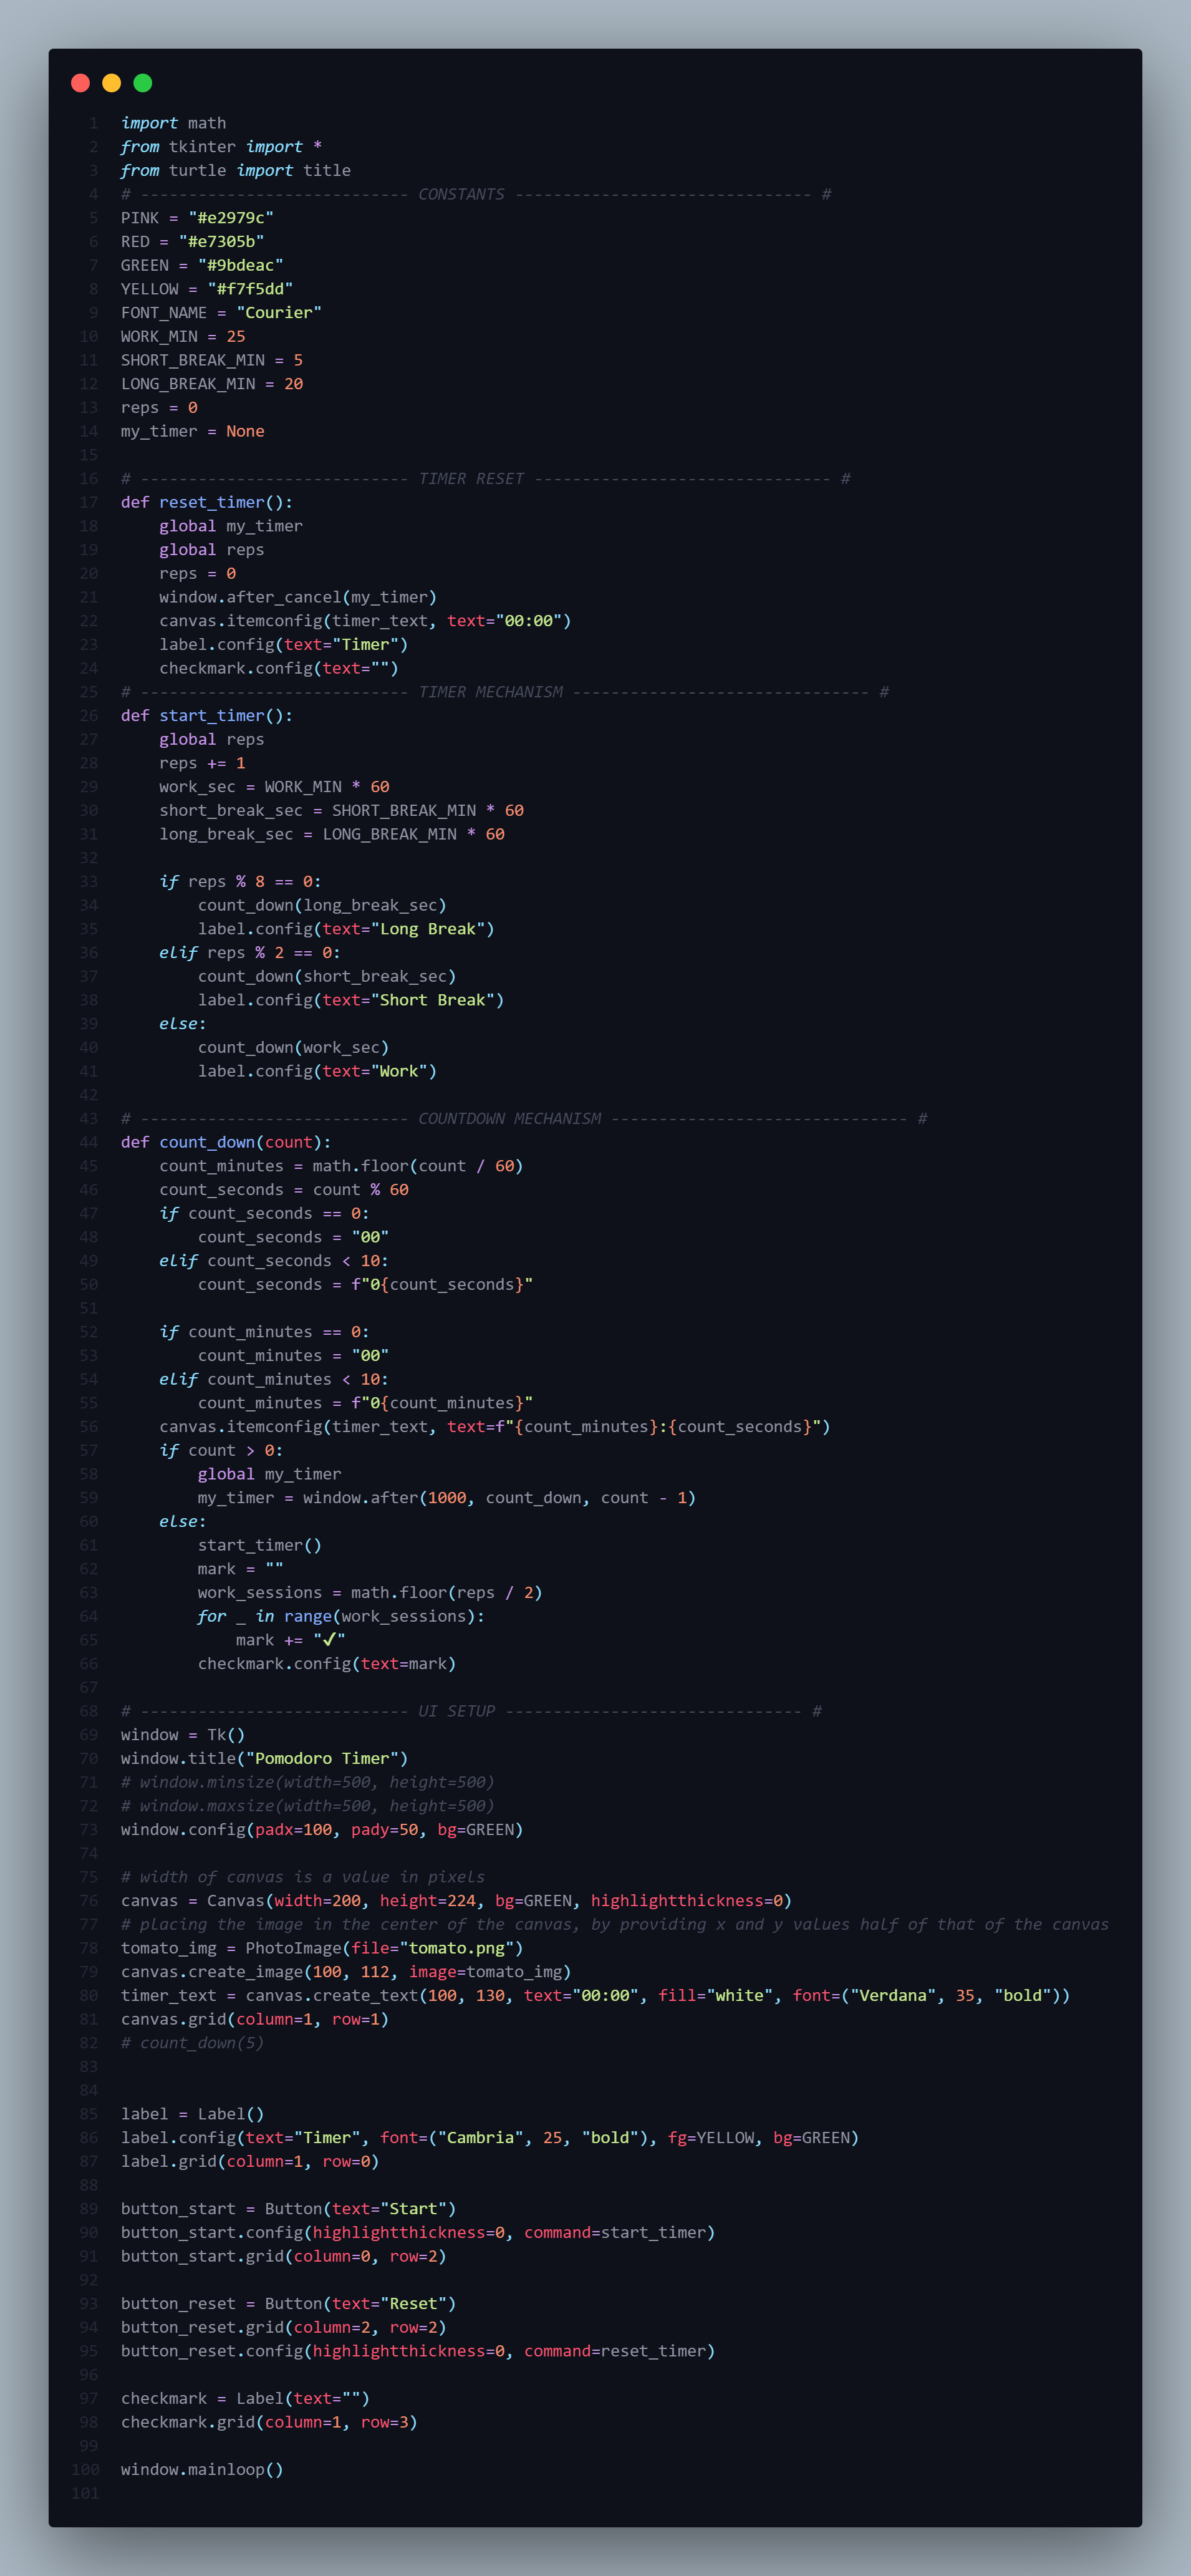 1 import math
2 from tkinter import *
3 from turtle import title
4 # ---------------------------- CONSTANTS ------------------------------- #
5 PINK = "#e2979c"
6 RED = "#e7305b"
7 GREEN = "#9bdeac"
8 YELLOW = "#f7f5dd"
9 FONT_NAME = "Courier"
10 WORK_MIN = 25
11 SHORT_BREAK_MIN = 5
12 LONG_BREAK_MIN = 20
13 reps = 0
14 my_timer = None
15
16 # ---------------------------- TIMER RESET ------------------------------- #
17 def reset_timer():
18     global my_timer
19     global reps
20     reps = 0
21     window.after_cancel(my_timer)
22     canvas.itemconfig(timer_text, text="00:00")
23     label.config(text="Timer")
24     checkmark.config(text="")
25 # ---------------------------- TIMER MECHANISM ------------------------------- #
26 def start_timer():
27     global reps
28     reps += 1
29     work_sec = WORK_MIN * 60
30     short_break_sec = SHORT_BREAK_MIN * 60
31     long_break_sec = LONG_BREAK_MIN * 60
32
33     if reps % 8 == 0:
34         count_down(long_break_sec)
35         label.config(text="Long Break")
36     elif reps % 2 == 0:
37         count_down(short_break_sec)
38         label.config(text="Short Break")
39     else:
40         count_down(work_sec)
41         label.config(text="Work")
42
43 # ---------------------------- COUNTDOWN MECHANISM ------------------------------- #
44 def count_down(count):
45     count_minutes = math.floor(count / 60)
46     count_seconds = count % 60
47     if count_seconds == 0:
48         count_seconds = "00"
49     elif count_seconds < 10:
50         count_seconds = f"0{count_seconds}"
51
52     if count_minutes == 0:
53         count_minutes = "00"
54     elif count_minutes < 10:
55         count_minutes = f"0{count_minutes}"
56     canvas.itemconfig(timer_text, text=f"{count_minutes}:{count_seconds}")
57     if count > 0:
58         global my_timer
59         my_timer = window.after(1000, count_down, count - 1)
60     else:
61         start_timer()
62         mark = ""
63         work_sessions = math.floor(reps / 2)
64         for _ in range(work_sessions):
65             mark += "✓"
66         checkmark.config(text=mark)
67
68 # ---------------------------- UI SETUP ------------------------------- #
69 window = Tk()
70 window.title("Pomodoro Timer")
71 # window.minsize(width=500, height=500)
72 # window.maxsize(width=500, height=500)
73 window.config(padx=100, pady=50, bg=GREEN)
74
75 # width of canvas is a value in pixels
76 canvas = Canvas(width=200, height=224, bg=GREEN, highlightthickness=0)
77 # placing the image in the center of the canvas, by providing x and y values half of that of the canvas
78 tomato_img = PhotoImage(file="tomato.png")
79 canvas.create_image(100, 112, image=tomato_img)
80 timer_text = canvas.create_text(100, 130, text="00:00", fill="white", font=("Verdana", 35, "bold"))
81 canvas.grid(column=1, row=1)
82 # count_down(5)
83
84
85 label = Label()
86 label.config(text="Timer", font=("Cambria", 25, "bold"), fg=YELLOW, bg=GREEN)
87 label.grid(column=1, row=0)
88
89 button_start = Button(text="Start")
90 button_start.config(highlightthickness=0, command=start_timer)
91 button_start.grid(column=0, row=2)
92
93 button_reset = Button(text="Reset")
94 button_reset.grid(column=2, row=2)
95 button_reset.config(highlightthickness=0, command=reset_timer)
96
97 checkmark = Label(text="")
98 checkmark.grid(column=1, row=3)
99
100 window.mainloop()
101